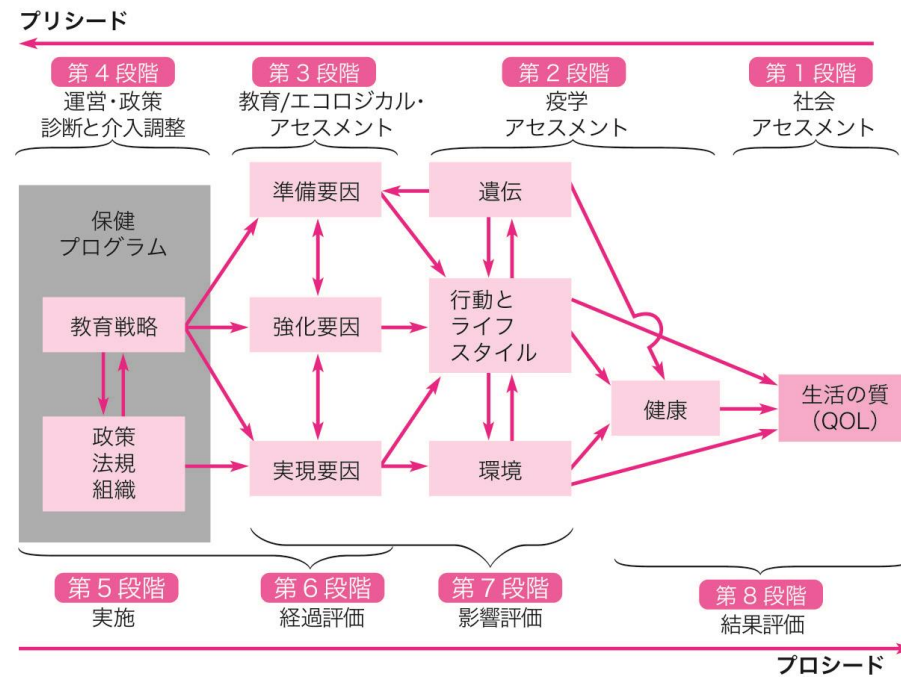 プリシード
第4段階
運営・政策
診断と介入調整
第3段階
教育/エコロジカル・
アセスメント
第2段階
疫学
アセスメント
第1段階
社会
アセスメント
保健
プログラム
教育戦略
政策
法規
組織
準備要因
強化要因
実現要因
遺伝
行動と
ライフ
スタイル
環境
健康
生活の質
(QOL)
第5段階
実施
第6段階
経過評価
第7段階
影響評価
第8段階
結果評価
プロシード